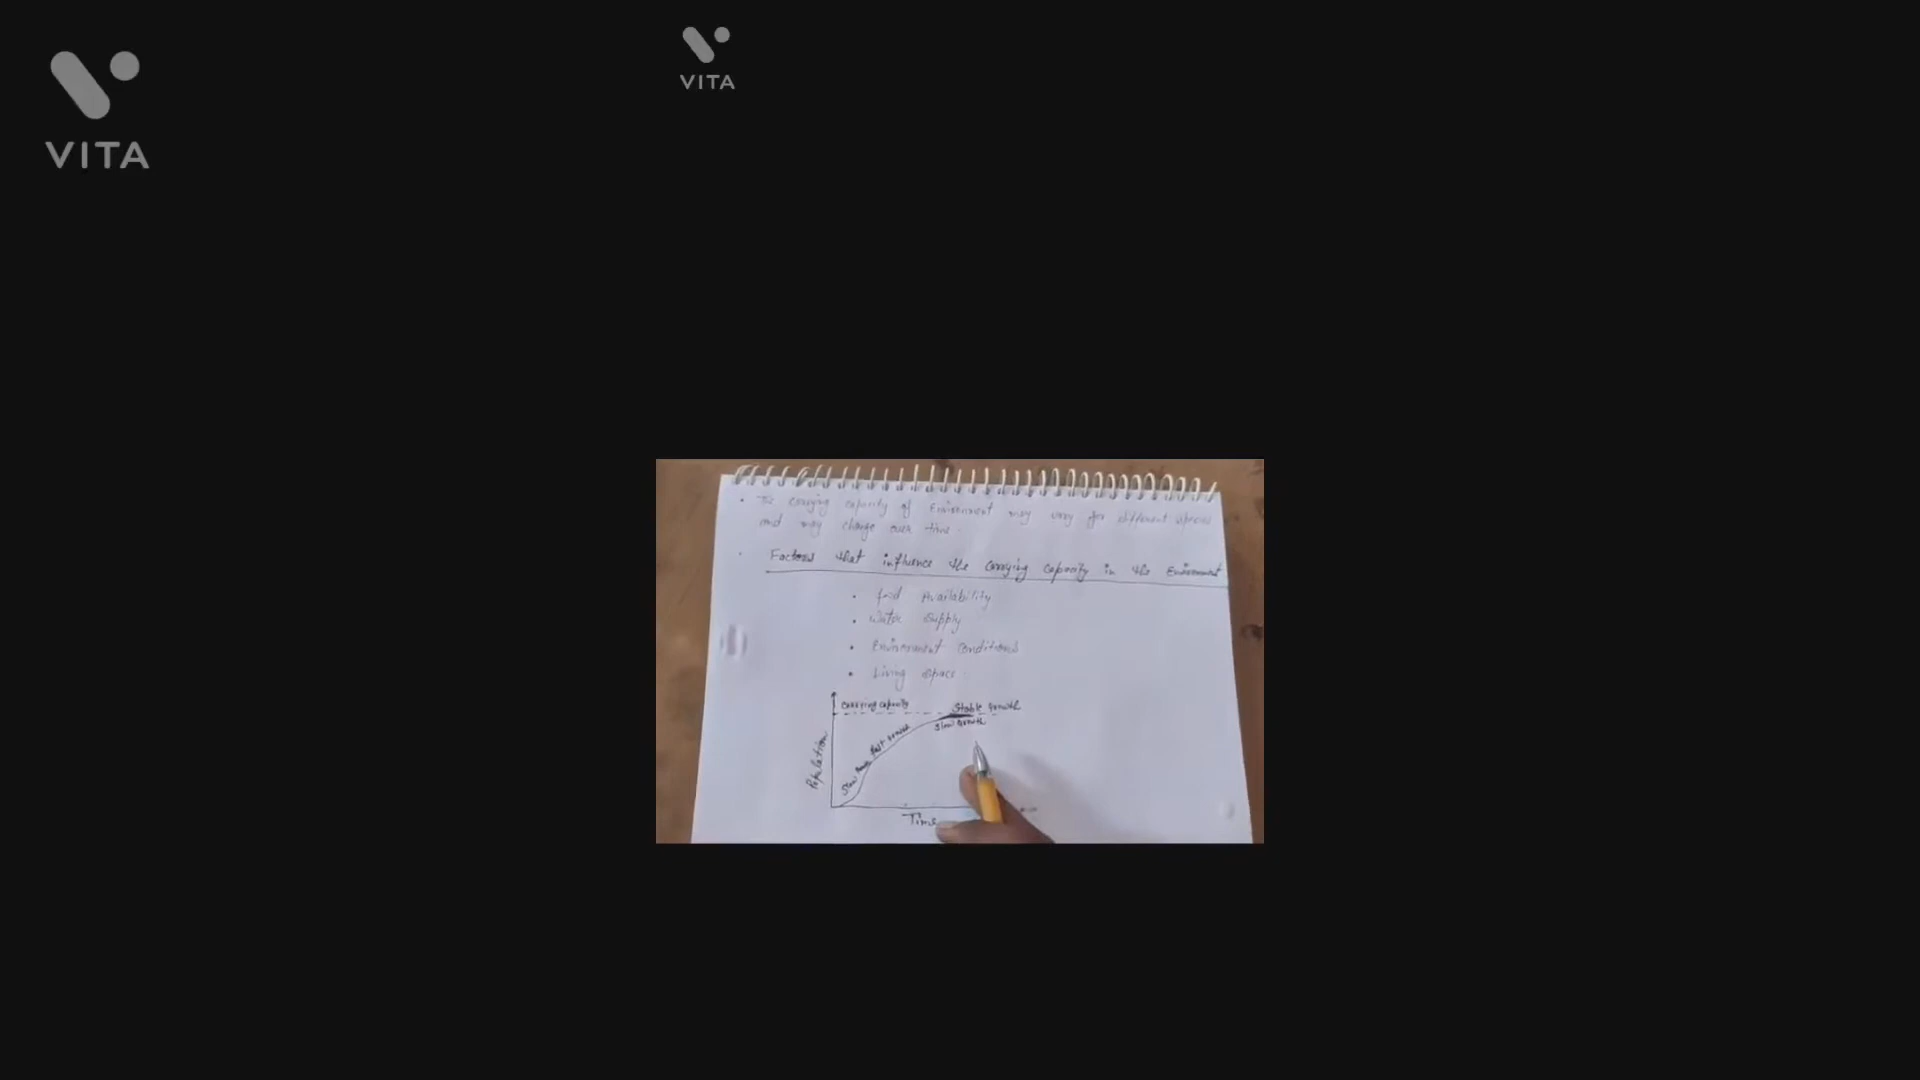 VITA
VITA
• The carrying capacity of Environment may vary for different species
and may change over time.
• Factors that influence the carrying capacity in the Environment
• food Availability
• Water Supply
• Environment Conditions
• Living Space
Carrying capacity
Stable Growth
Slow Growth
Fast Growth
Slow
Population
Time